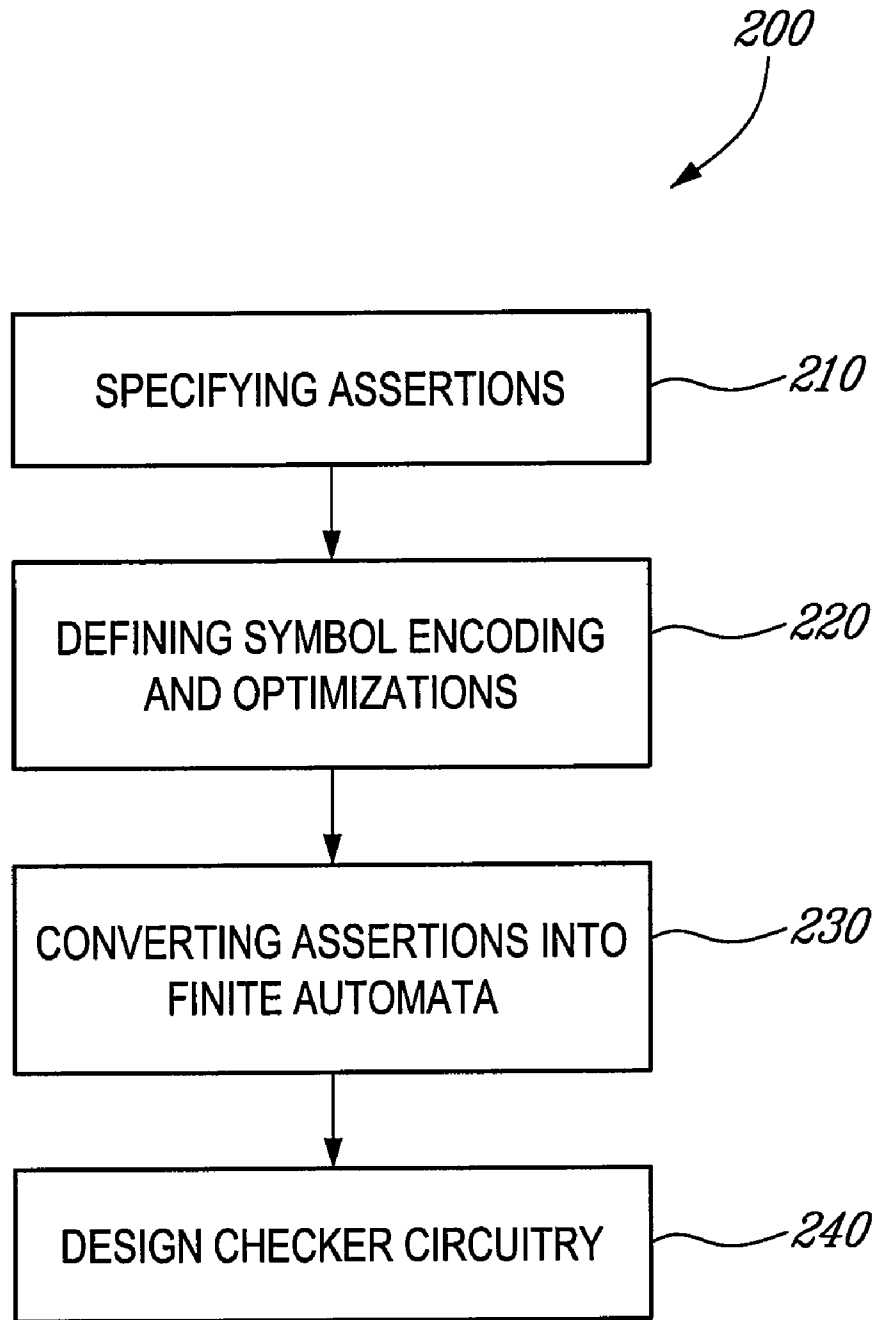 200
SPECIFYING ASSERTIONS
210
DEFINING SYMBOL ENCODING
AND OPTIMIZATIONS
220
CONVERTING ASSERTIONS INTO
FINITE AUTOMATA
230
DESIGN CHECKER CIRCUITRY
240